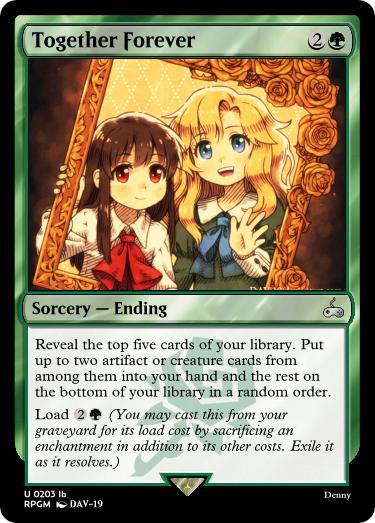 Together Forever 2
Sorcery — Ending
Reveal the top five cards of your library. Put
up to two artifact or creature cards from
among them into your hand and the rest on
the bottom of your library in a random order.
Load 2 (You may cast this from your
graveyard for its load cost by sacrificing an
enchantment in addition to its other costs. Exile it
as it resolves.)
U 0203 Ib
RPGM DAV-19
Denny